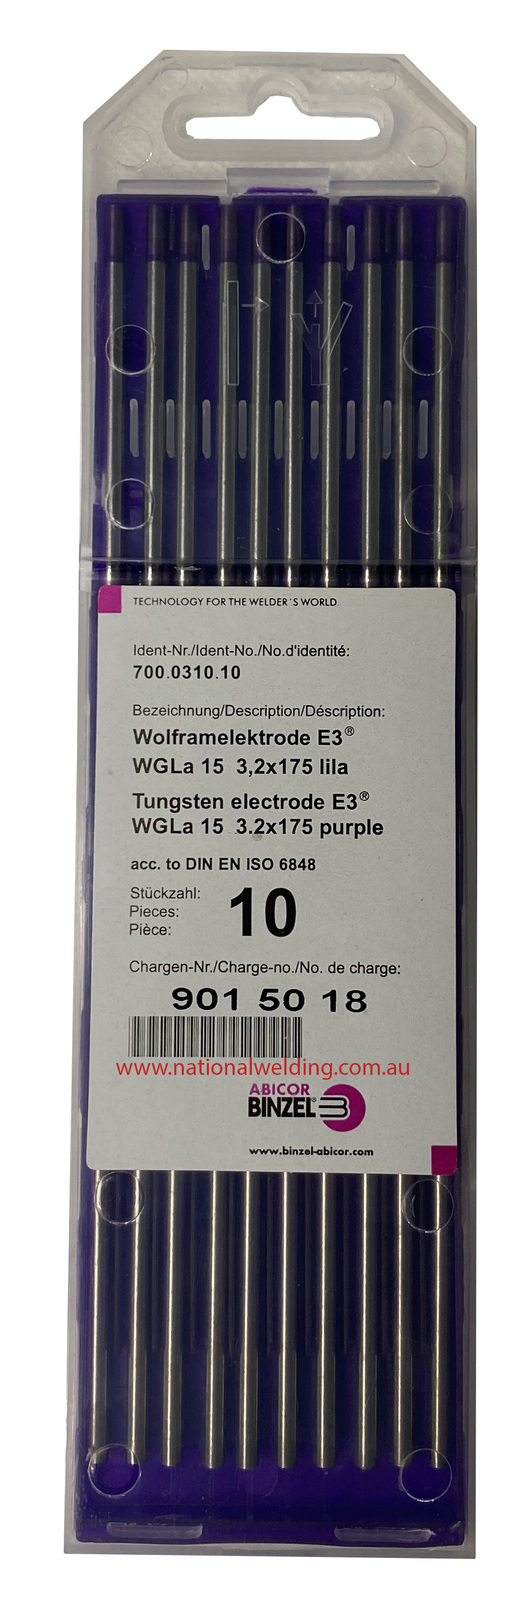 TECHNOLOGY FOR THE WELDER´S WORLD.
Ident-Nr./Ident-No./No.d'identité:
700.0310.10
Bezeichnung/Description/Déscription:
Wolframelektrode E3®
WGLa 15 3,2x175 lila
Tungsten electrode E3®
WGLa 15 3.2x175 purple
acc. to DIN EN ISO 6848
Stückzahl:
Pieces:
Pièce:
10
Chargen-Nr./Charge-no./No. de charge:
901 50 18
www.nationalwelding.com.au
ABICOR
BINZEL®
www.binzel-abicor.com